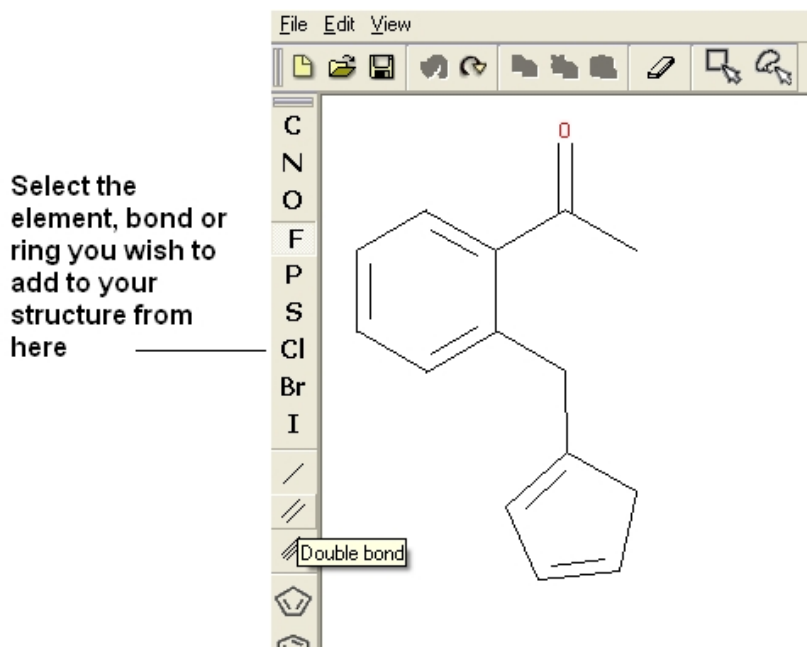 File Edit View
C
N
O
F
P
S
Cl
Br
I
Select the
element, bond or
ring you wish to
add to your
structure from
here
Double bond
O